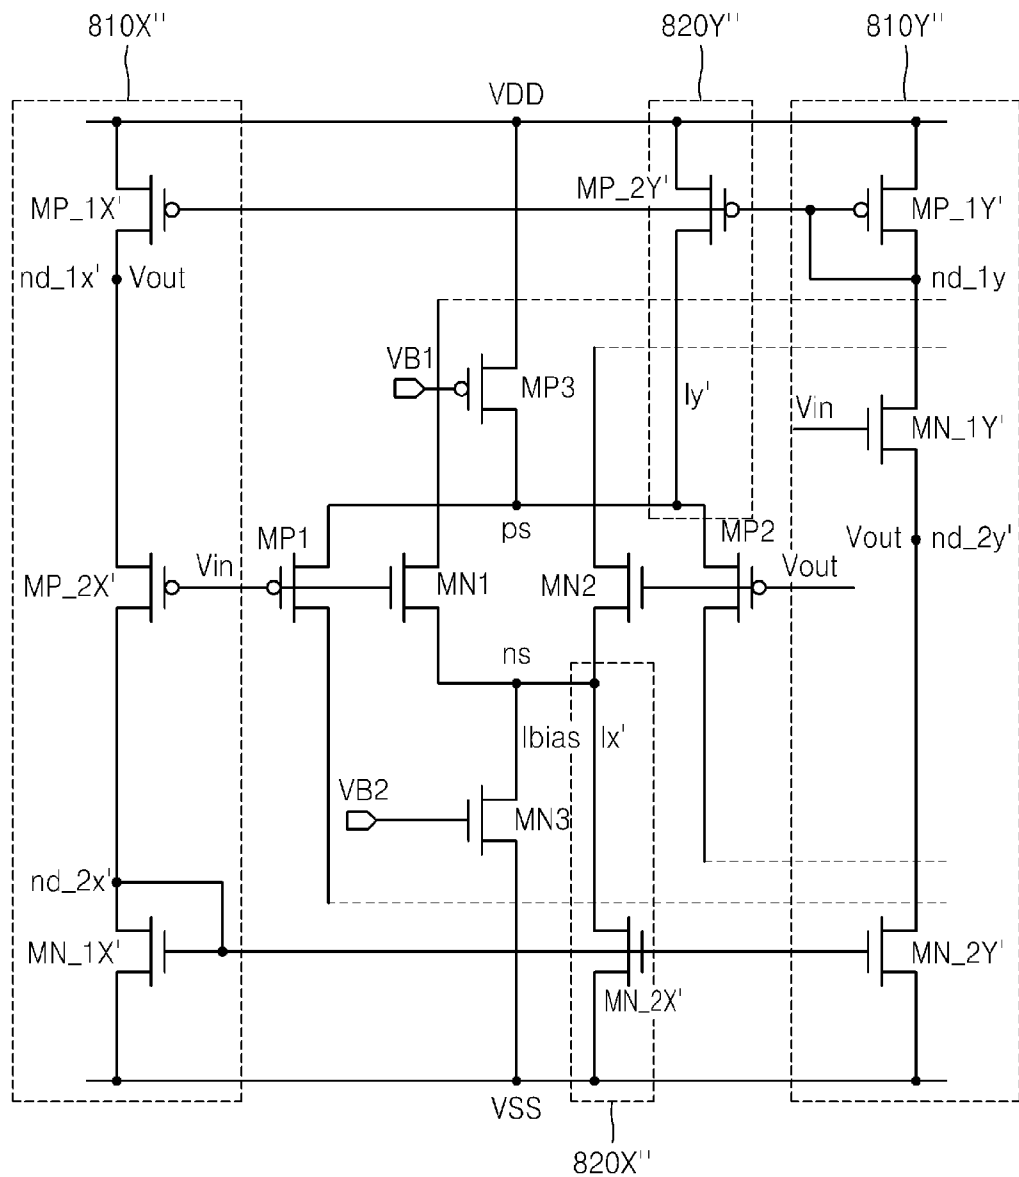 810X''
820Y''
810Y''
VDD
MP_1X'
MP_2Y'
MP_1Y'
nd_1x'
Vout
nd_1y
VB1
MP3
Iy'
Vin
MN_1Y'
ps
MP1
MP2
Vout
nd_2y'
MP_2X'
Vin
MN1
MN2
Vout
ns
Ibias
Ix'
VB2
MN3
nd_2x'
MN_1X'
MN_2X'
MN_2Y'
VSS
820X''